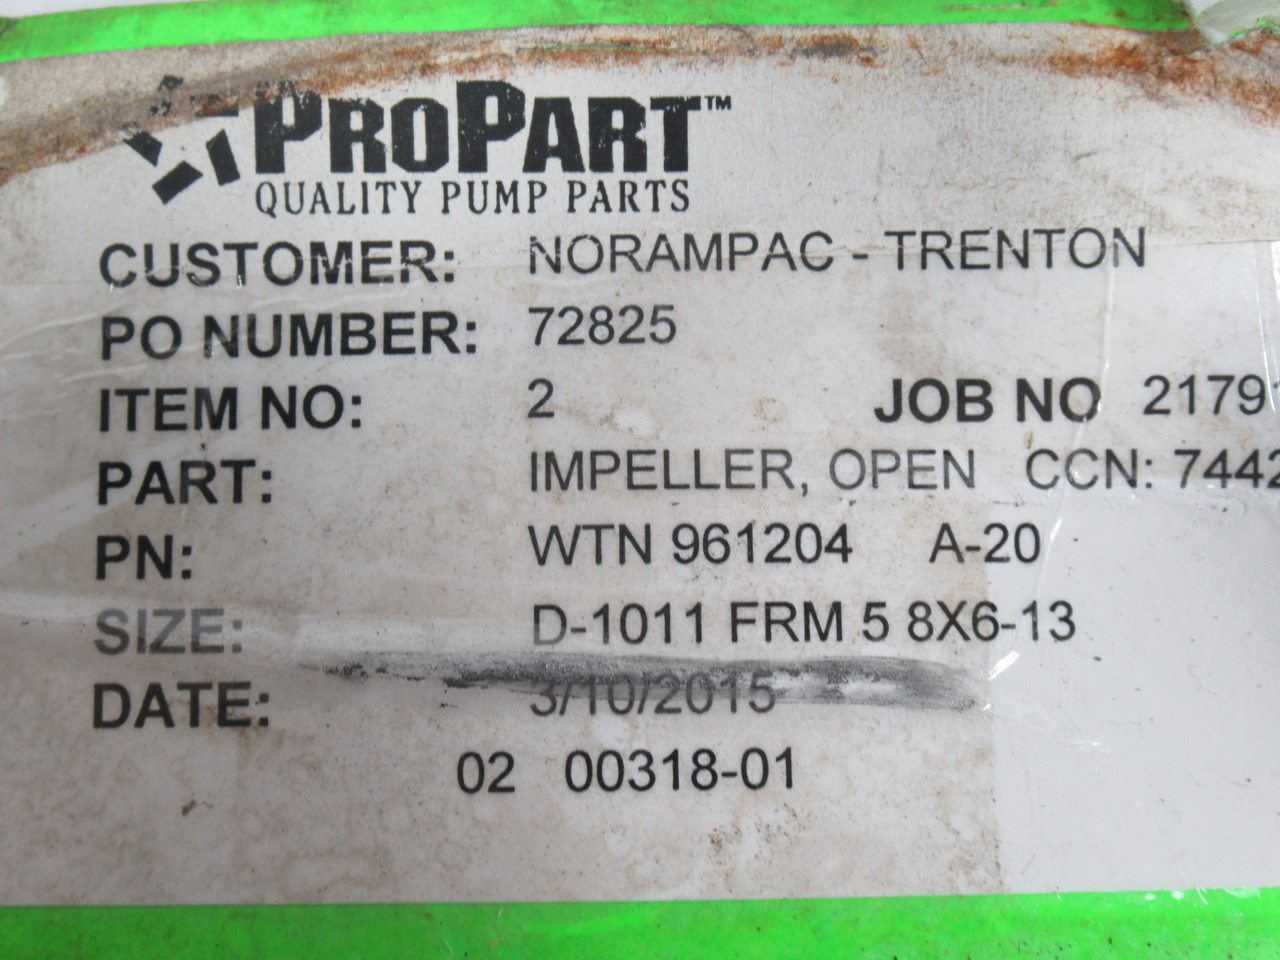 PROPART™
QUALITY PUMP PARTS
CUSTOMER: NORAMPAC - TRENTON
PO NUMBER: 72825
ITEM NO: 2 JOB NO 2179
PART: IMPELLER, OPEN CCN: 7442
PN: WTN 961204 A-20
SIZE: D-1011 FRM 5 8X6-13
DATE: 3/10/2015
02 00318-01